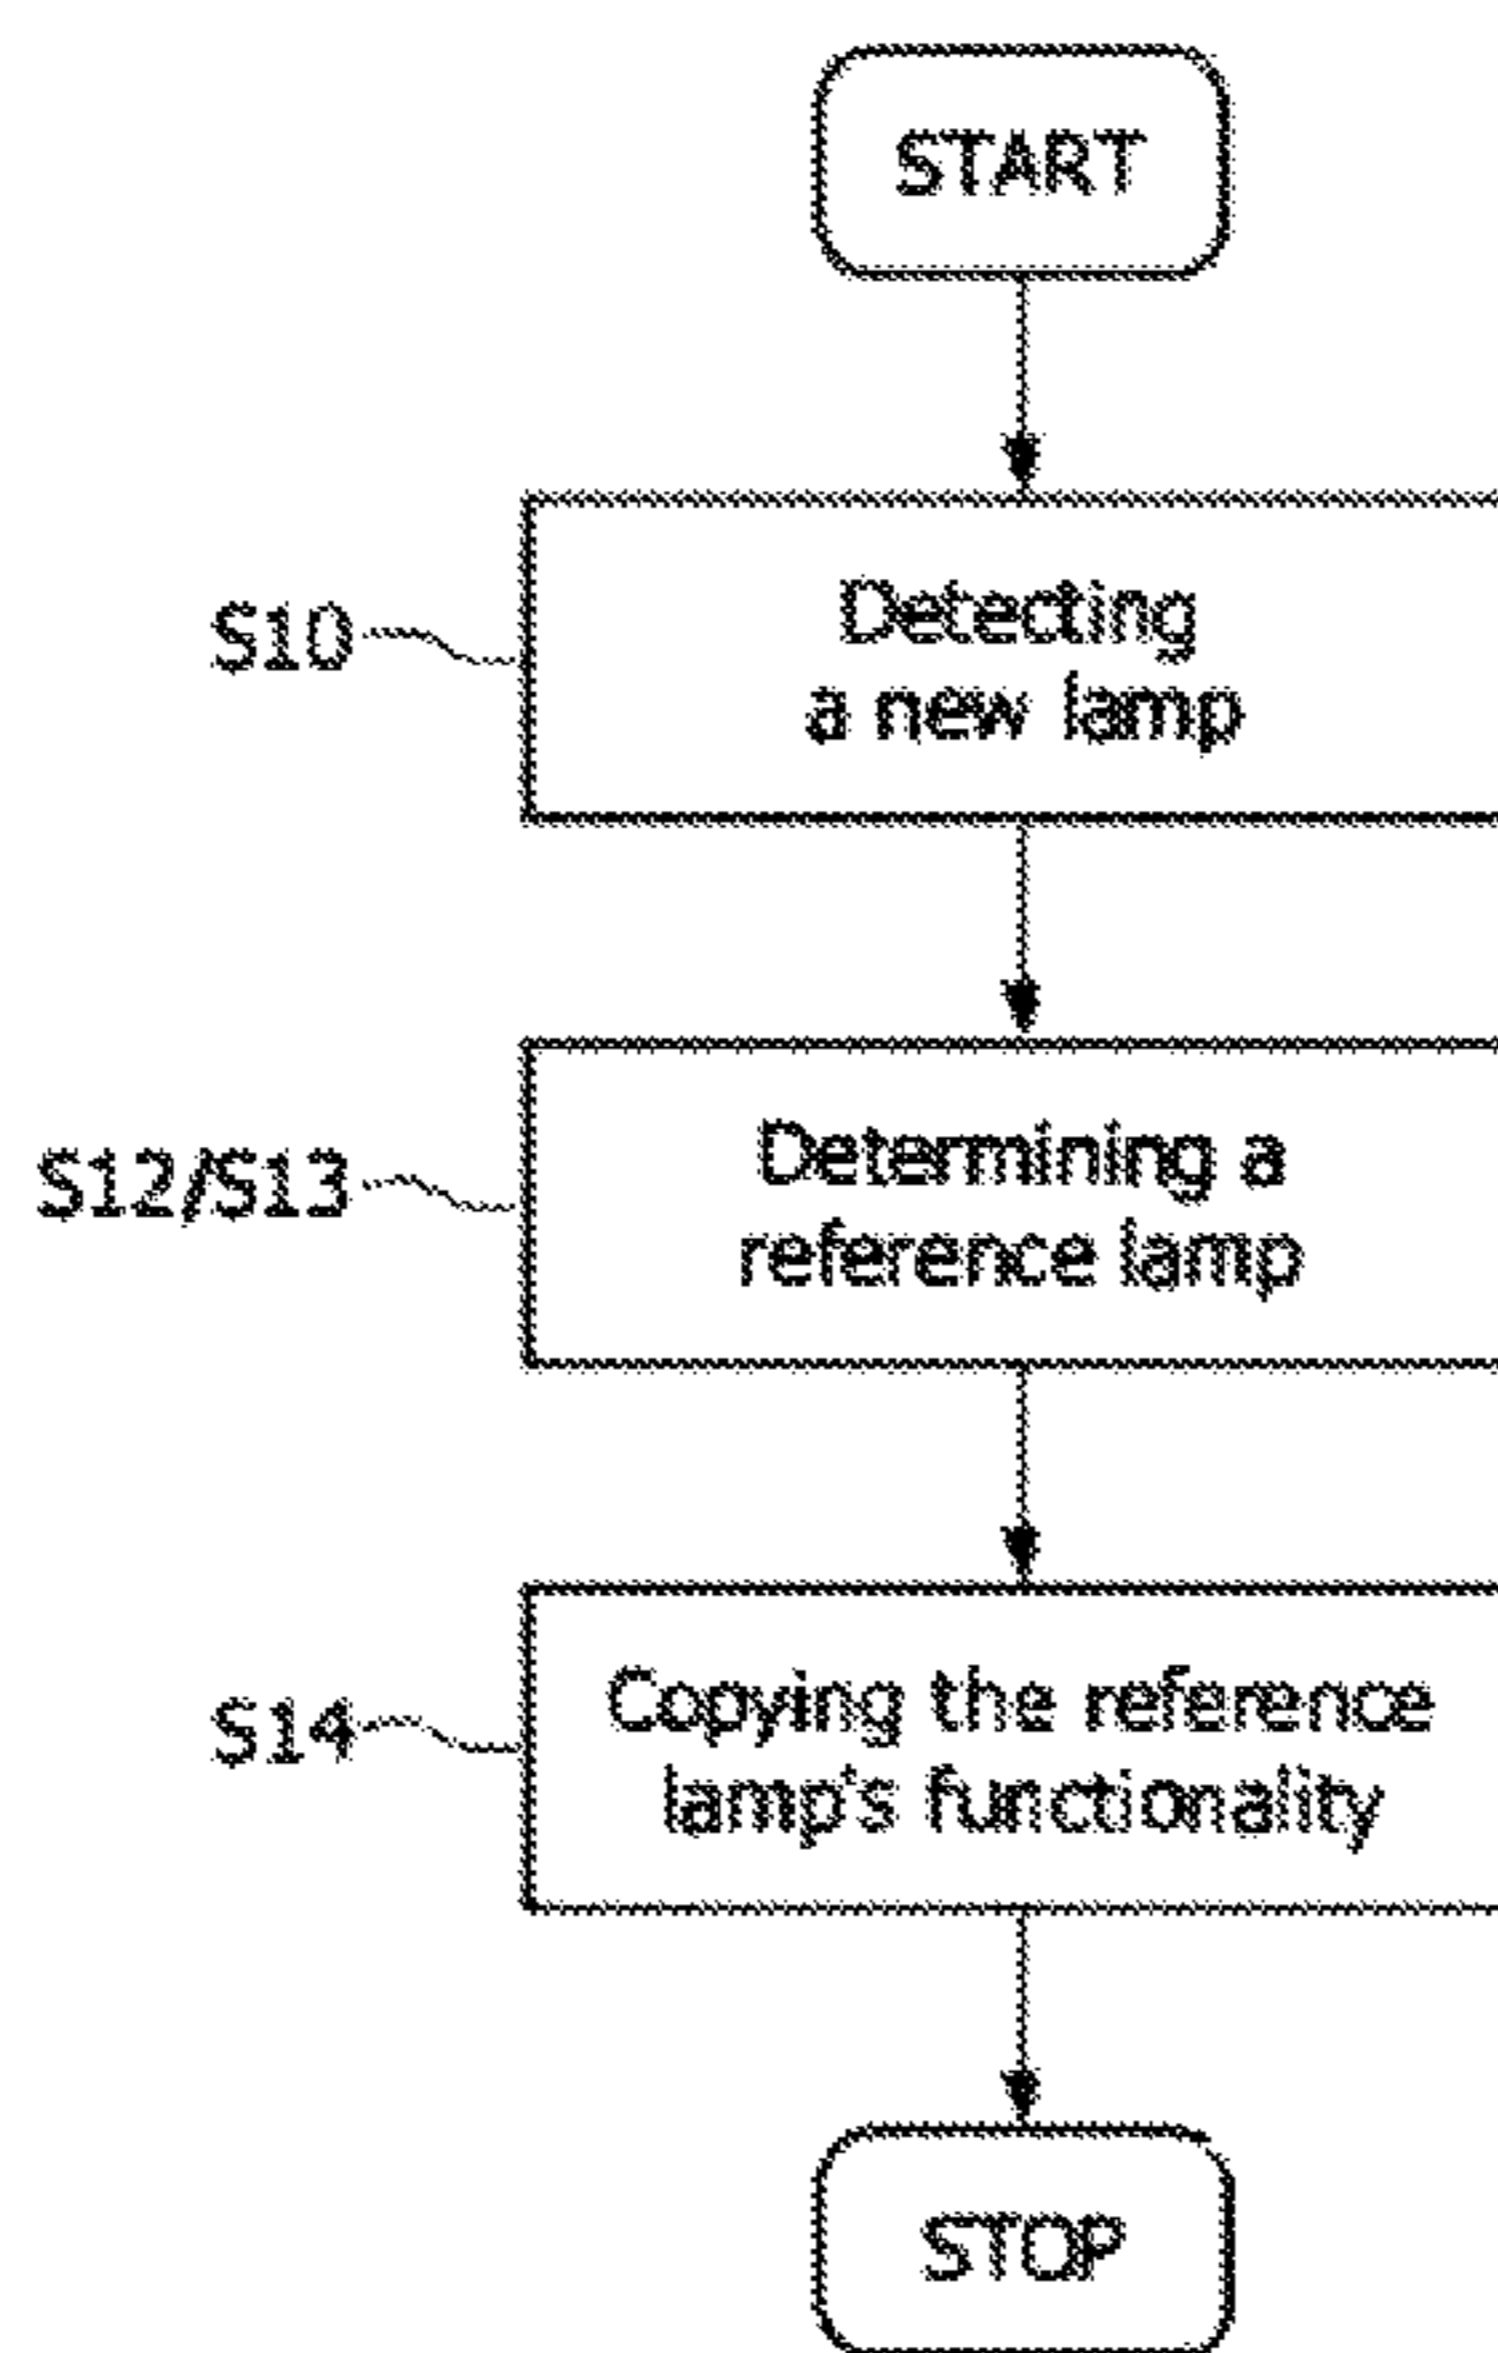 START
S10
Detecting
a new lamp
S12/S13
Determining a
reference lamp
S14
Copying the reference
lamp's functionality
STOP